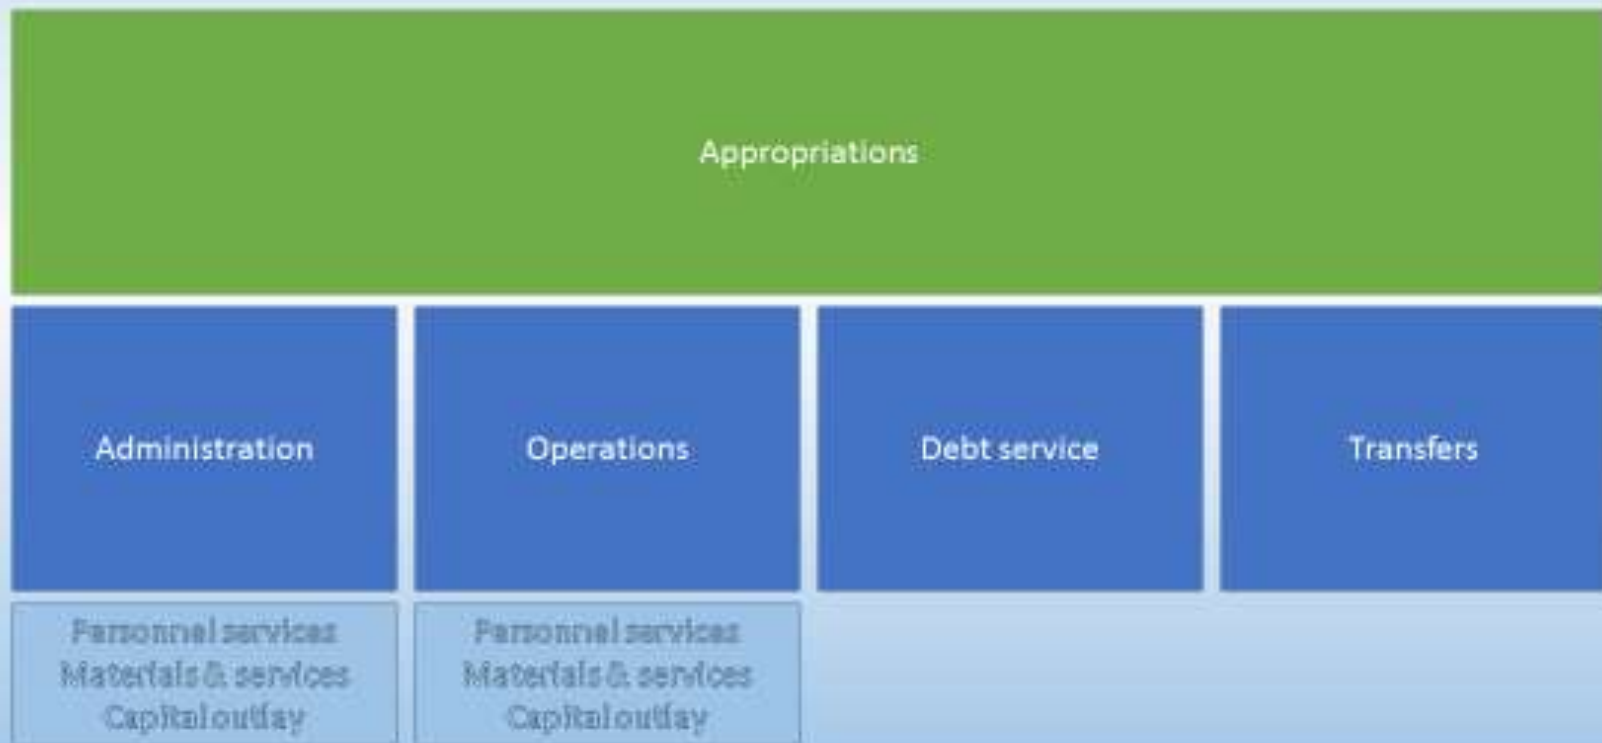 Appropriations
Administration
Operations
Debt service
Transfers
Personnel services
Materials & services
Capital outlay
Personnel services
Materials & services
Capital outlay